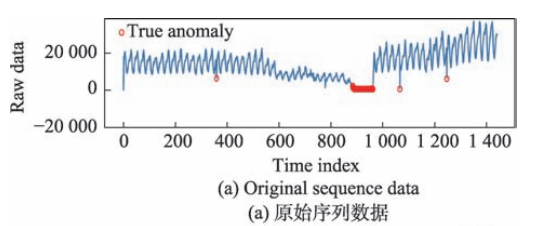 True anomaly
Raw data
20 000
0
−20 000
0 200 400 600 800 1 000 1 200 1 400
Time index
(a) Original sequence data
(a) 原始序列数据